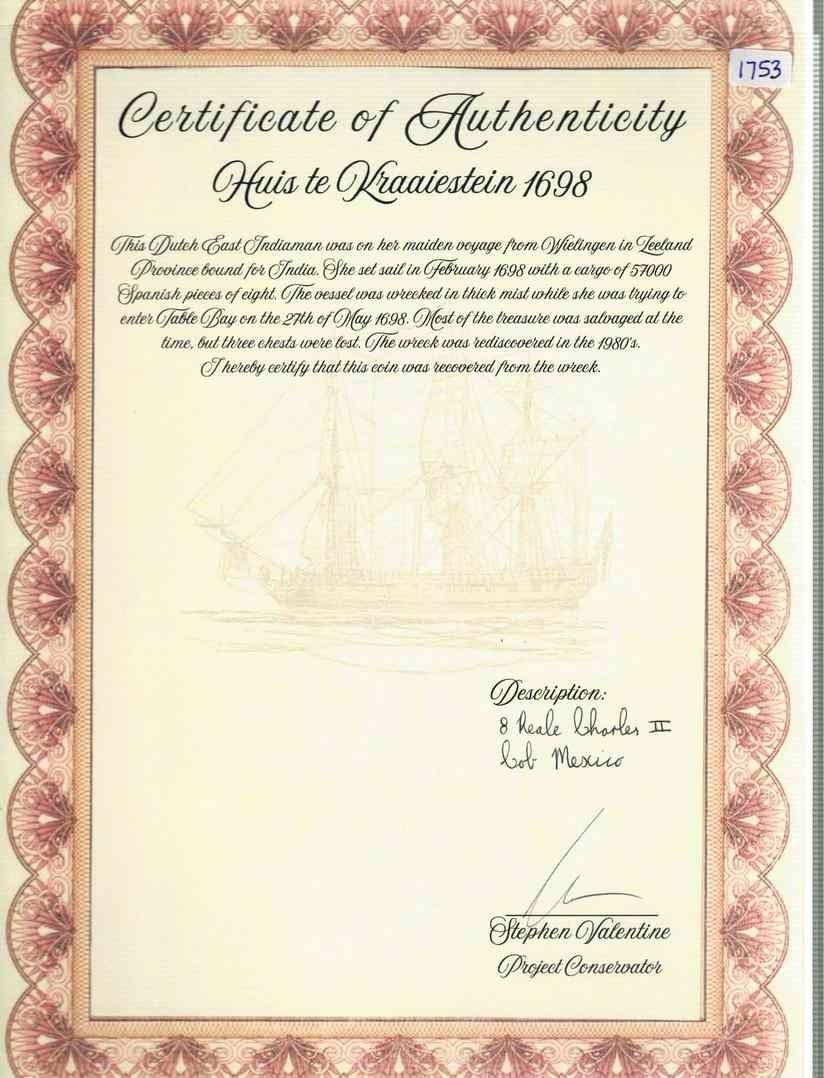 1753
Certificate of Authenticity
Huis te Kraaiestein 1698
This Dutch East Indiaman was on her maiden voyage from Wielingen in Zeeland
Province bound for India. She set sail in February 1698 with a cargo of 57000
Spanish pieces of eight. The vessel was wrecked in thick mist while she was trying to
enter Table Bay on the 27th of May 1698. Most of the treasure was salvaged at the
time, but three chests were lost. The wreck was rediscovered in the 1980's.
I hereby certify that this coin was recovered from the wreck.
Description:
8 Reale Charles II
Cob Mexico
Stephen Valentine
Project Conservator